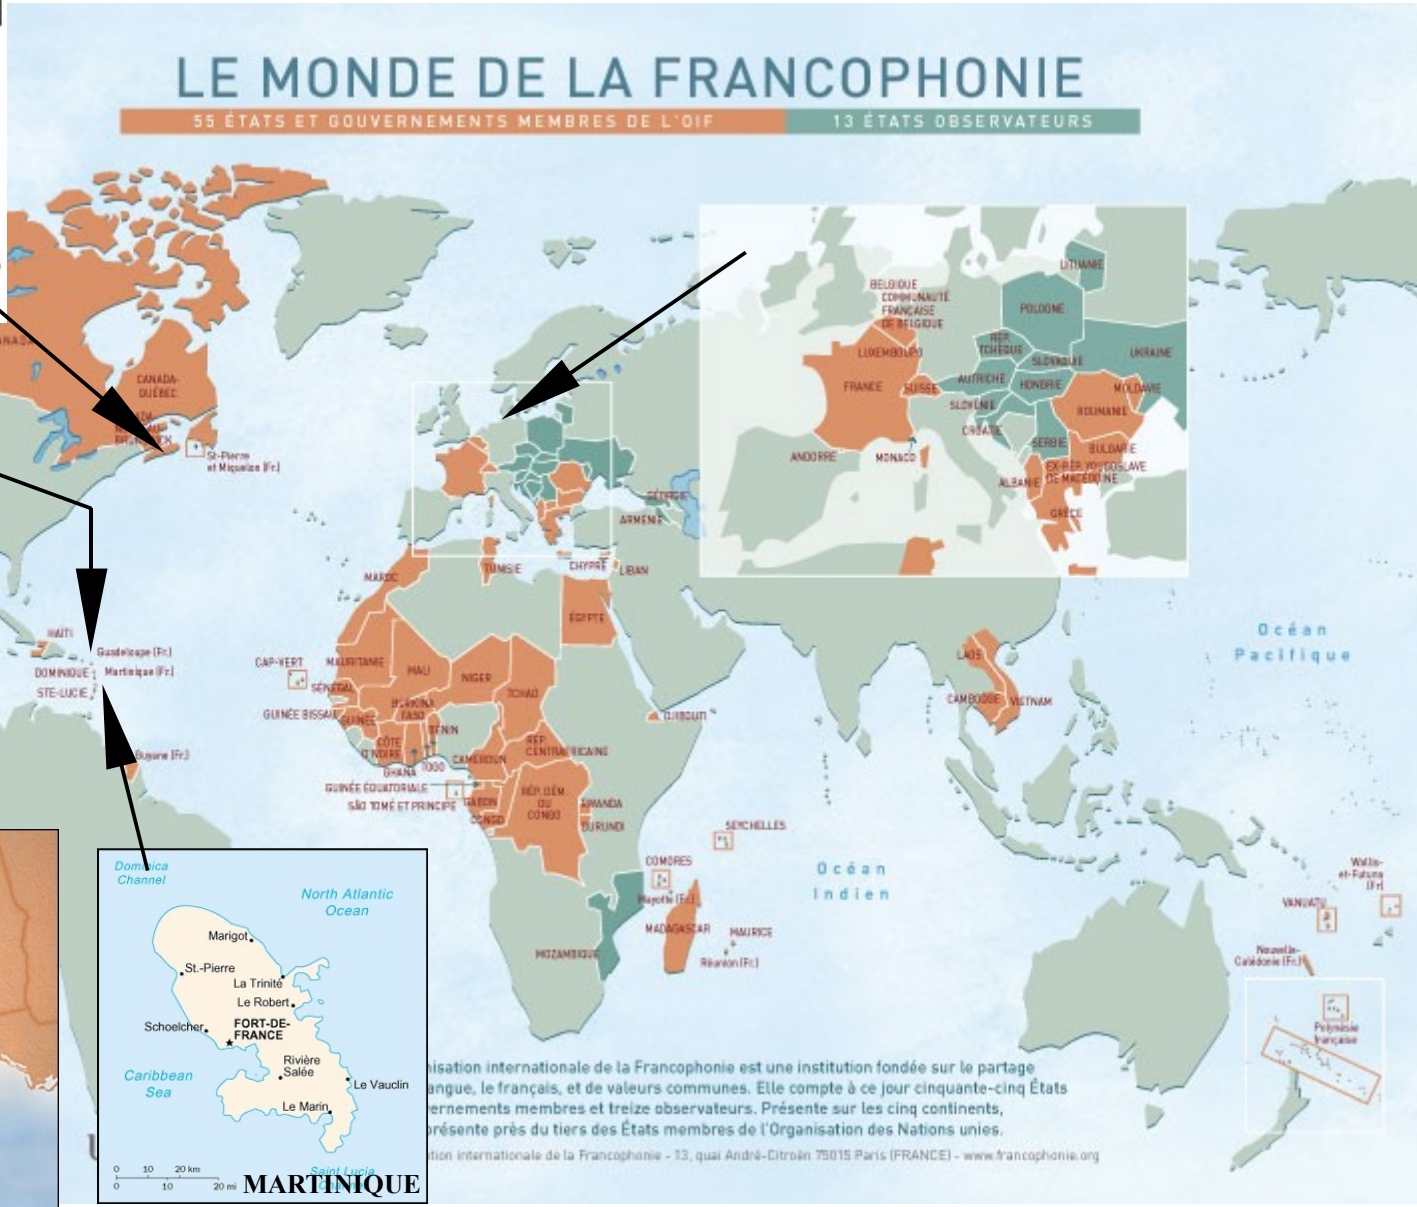 LE MONDE DE LA FRANCOPHONIE
55 ÉTATS ET GOUVERNEMENTS MEMBRES DE L'OIF
13 ÉTATS OBSERVATEURS
CANADA-
QUÉBEC
St-Pierre
et Miquelon (Fr.)
HAÏTI
Guadeloupe (Fr.)
DOMINIQUE
Martinique (Fr.)
STE-LUCIE
Guyane (Fr.)
LITUANIE
BELGIQUE
COMMUNAUTÉ
FRANÇAISE
DE BELGIQUE
POLOGNE
LUXEMBOURG
RÉP.
TCHÈQUE
SLOVAQUIE
UKRAINE
FRANCE
SUISSE
AUTRICHE
HONGRIE
MOLDAVIE
SLOVÉNIE
ROUMANIE
CROATIE
SERBIE
BULGARIE
ANDORRE
MONACO
ALBANIE
EX-RÉP. YOUGOSLAVE
DE MACÉDOINE
GRÈCE
GÉORGIE
ARMÉNIE
MAROC
TUNISIE
CHYPRE
LIBAN
ÉGYPTE
CAP-VERT
MAURITANIE
MALI
NIGER
TCHAD
SÉNÉGAL
BURKINA
FASO
GUINÉE BISSAU
GUINÉE
BÉNIN
DJIBOUTI
CÔTE
D'IVOIRE
RÉP.
CENTRAFRICAINE
GHANA
TOGO
CAMEROUN
GUINÉE ÉQUATORIALE
SÃO TOMÉ ET PRINCIPE
GABON
CONGO
RÉP. DÉM.
DU
CONGO
RWANDA
BURUNDI
SEYCHELLES
COMORES
Mayotte (Fr.)
MADAGASCAR
MAURICE
Réunion (Fr.)
MOZAMBIQUE
LAOS
CAMBODGE
VIETNAM
Océan
Pacifique
Océan
Indien
Wallis-
et-Futuna
(Fr)
VANUATU
Nouvelle-
Calédonie (Fr.)
Polynésie
française
Dominica
Channel
North Atlantic
Ocean
Marigot
St.-Pierre
La Trinité
Le Robert
Schoelcher
FORT-DE-
FRANCE
Rivière
Salée
Caribbean
Sea
Le Vauclin
Le Marin
Saint Lucia
0 10 20 km
0 10 20 mi
MARTINIQUE
nisation internationale de la Francophonie est une institution fondée sur le partage
angue, le français, et de valeurs communes. Elle compte à ce jour cinquante-cinq États
vernements membres et treize observateurs. Présente sur les cinq continents,
présente près du tiers des États membres de l'Organisation des Nations unies.
tion internationale de la Francophonie - 13, quai André-Citroën 75015 Paris (FRANCE) - www.francophonie.org